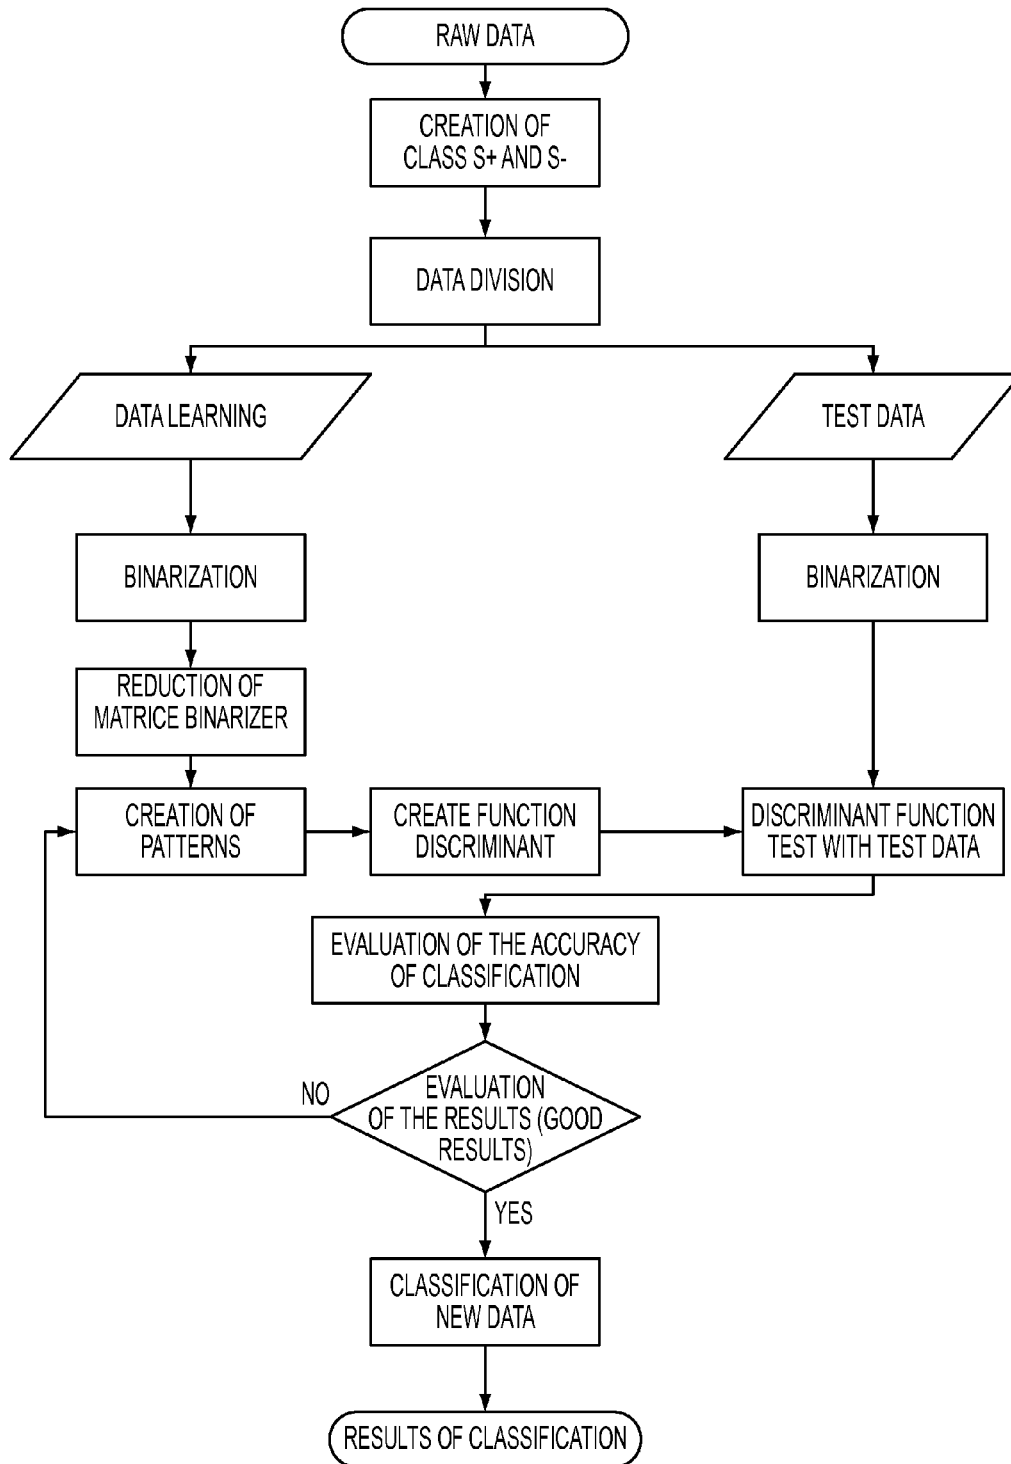 RAW DATA
CREATION OF
CLASS S+ AND S-
DATA DIVISION
DATA LEARNING
TEST DATA
BINARIZATION
BINARIZATION
REDUCTION OF
MATRICE BINARIZER
CREATION OF
PATTERNS
CREATE FUNCTION
DISCRIMINANT
DISCRIMINANT FUNCTION
TEST WITH TEST DATA
EVALUATION OF THE ACCURACY
OF CLASSIFICATION
NO
EVALUATION
OF THE RESULTS (GOOD
RESULTS)
YES
CLASSIFICATION OF
NEW DATA
RESULTS OF CLASSIFICATION